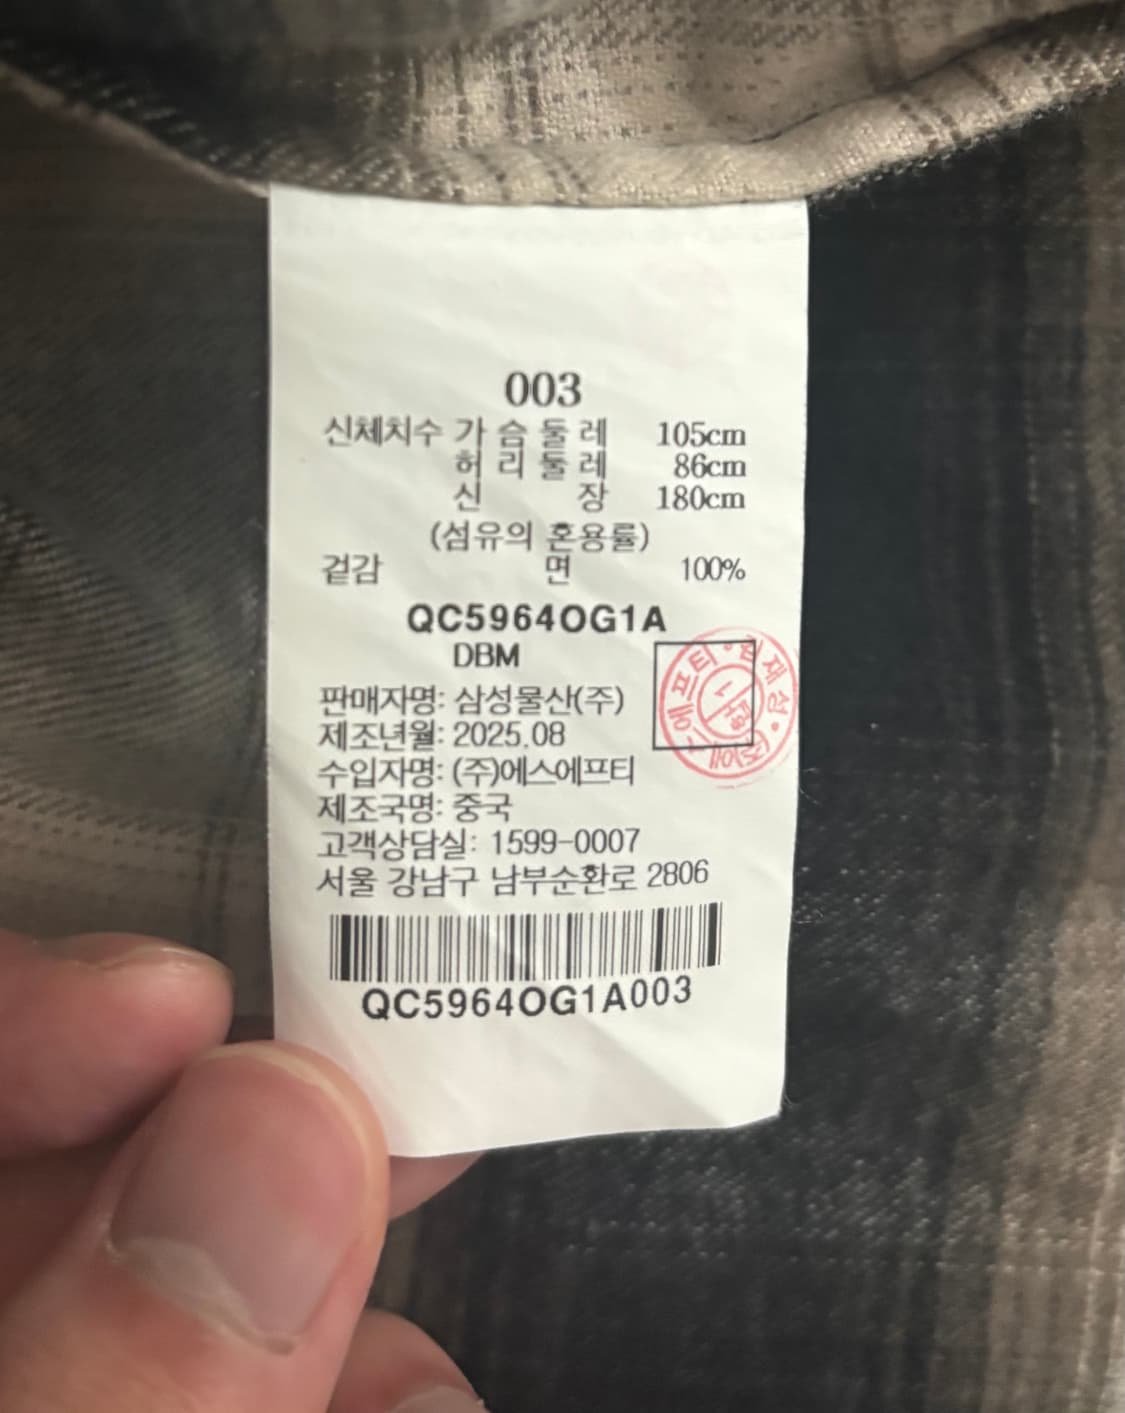 003
신체치수 가 슴 둘 레 105cm
허 리 둘 레 86cm
신 장 180cm
(섬유의 혼용률)
겉감 면 100%
QC5964OG1A
DBM
판매자명: 삼성물산(주)
제조년월: 2025.08
수입자명: (주)에스에프티
제조국명: 중국
고객상담실: 1599-0007
서울 강남구 남부순환로 2806
QC5964OG1A003